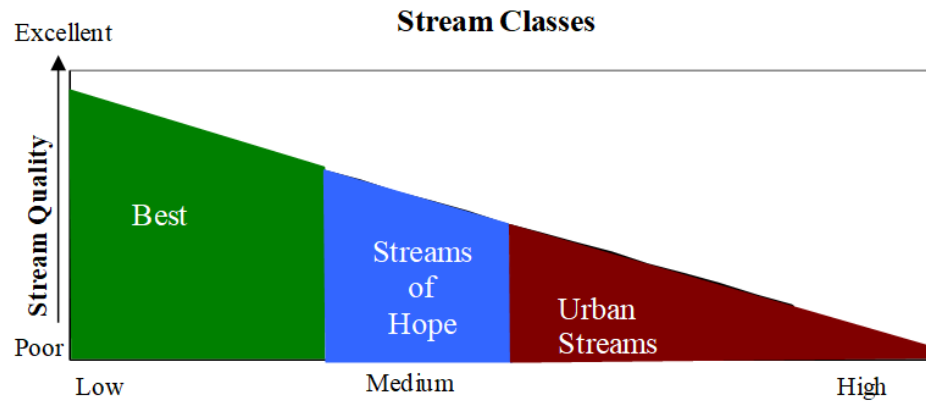 Stream Classes
Excellent
Stream Quality
Poor
Best
Streams
of
Hope
Urban
Streams
Low
Medium
High